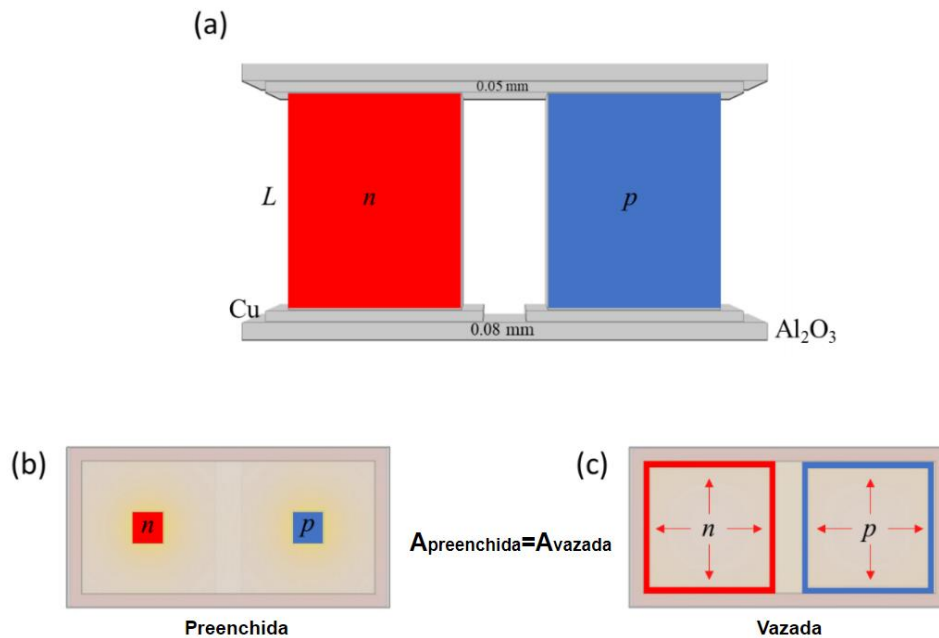 (a)
0.05 mm
L
n
p
Cu
0.08 mm
Al₂O₃
(b)
n
p
Preenchida
Apreenchida=Avazada
(c)
n
p
Vazada